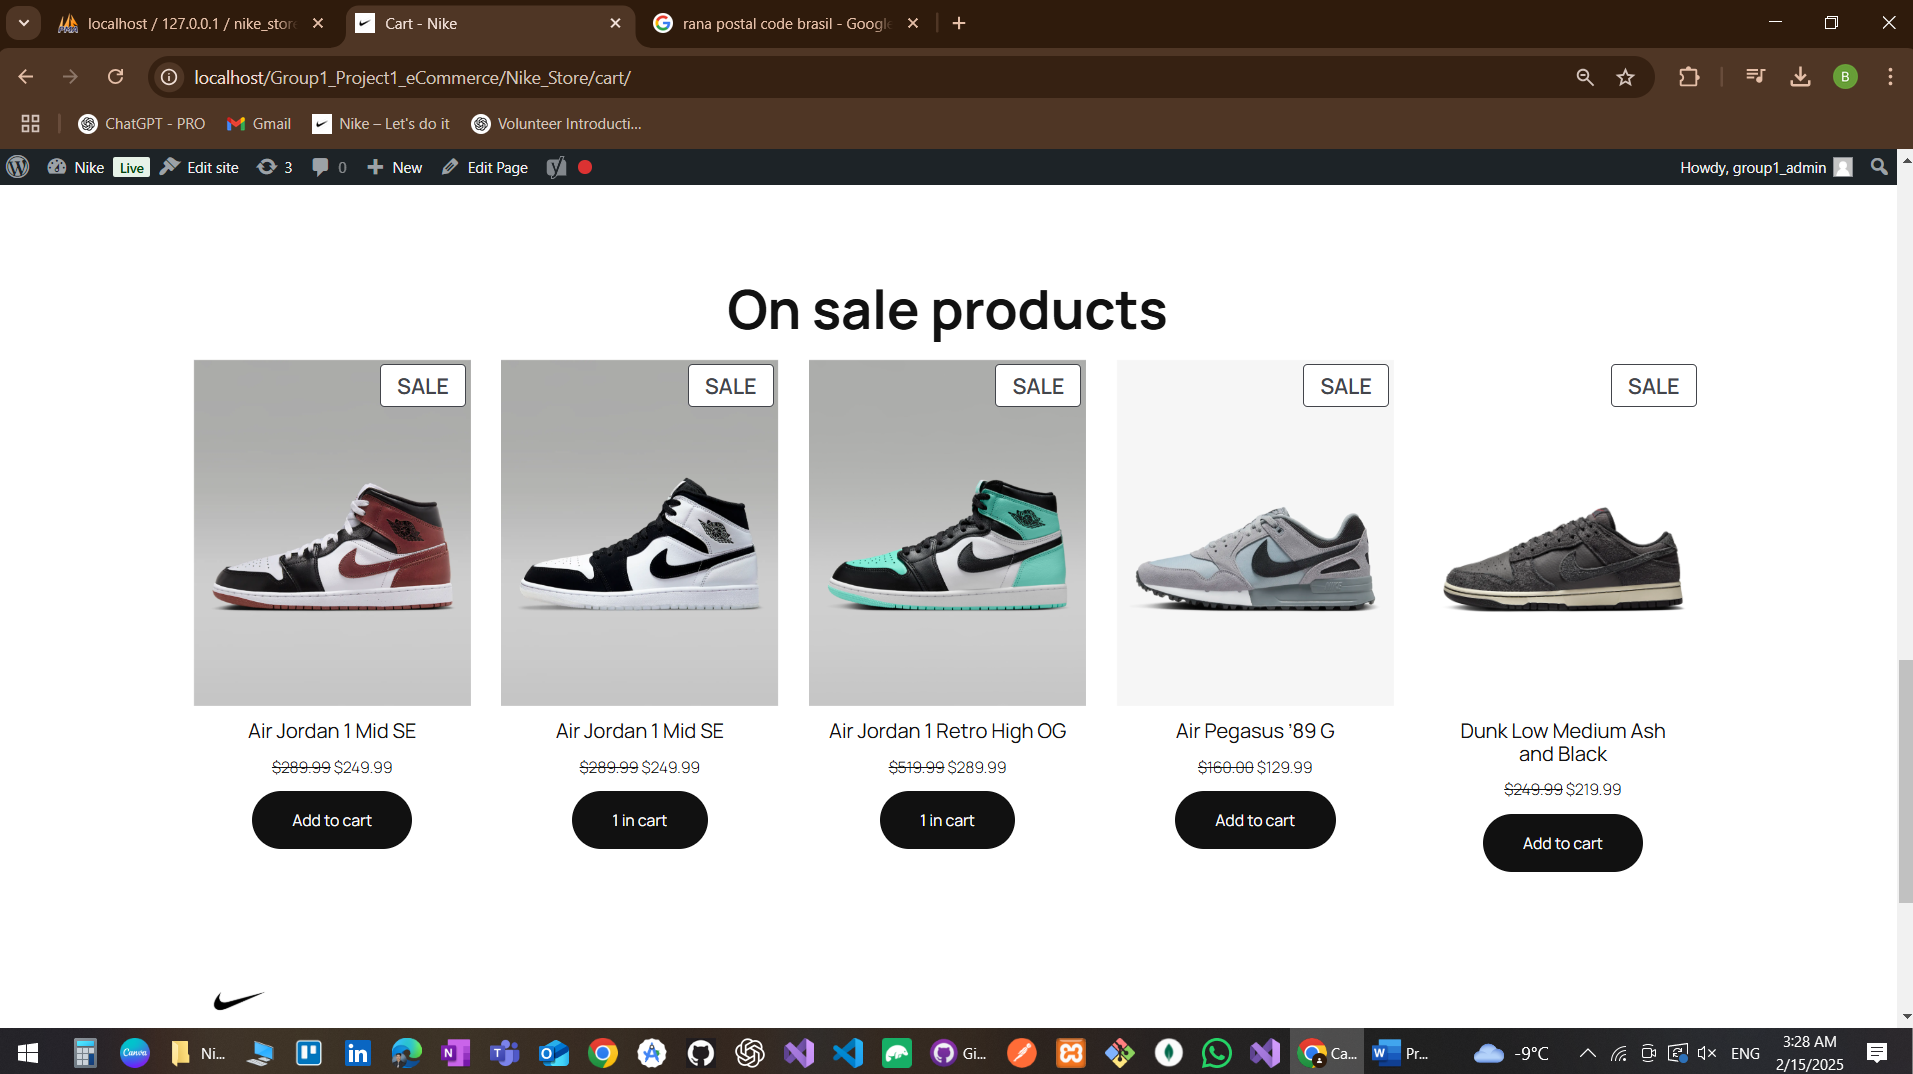 localhost / 127.0.0.1 / nike_store
Cart - Nike
rana postal code brasil - Google
localhost/Group1_Project1_eCommerce/Nike_Store/cart/
B
ChatGPT - PRO
Gmail
Nike – Let's do it
Volunteer Introducti...
Nike
Live
Edit site
3
0
New
Edit Page
Howdy, group1_admin
On sale products
SALE
SALE
SALE
SALE
SALE
Air Jordan 1 Mid SE
$289.99 $249.99
Add to cart
Air Jordan 1 Mid SE
$289.99 $249.99
1 in cart
Air Jordan 1 Retro High OG
$519.99 $289.99
1 in cart
Air Pegasus ’89 G
$160.00 $129.99
Add to cart
Dunk Low Medium Ash
and Black
$249.99 $219.99
Add to cart
Canva
Ni...
Gi...
Ca...
Pr...
-9°C
ENG
3:28 AM
2/15/2025